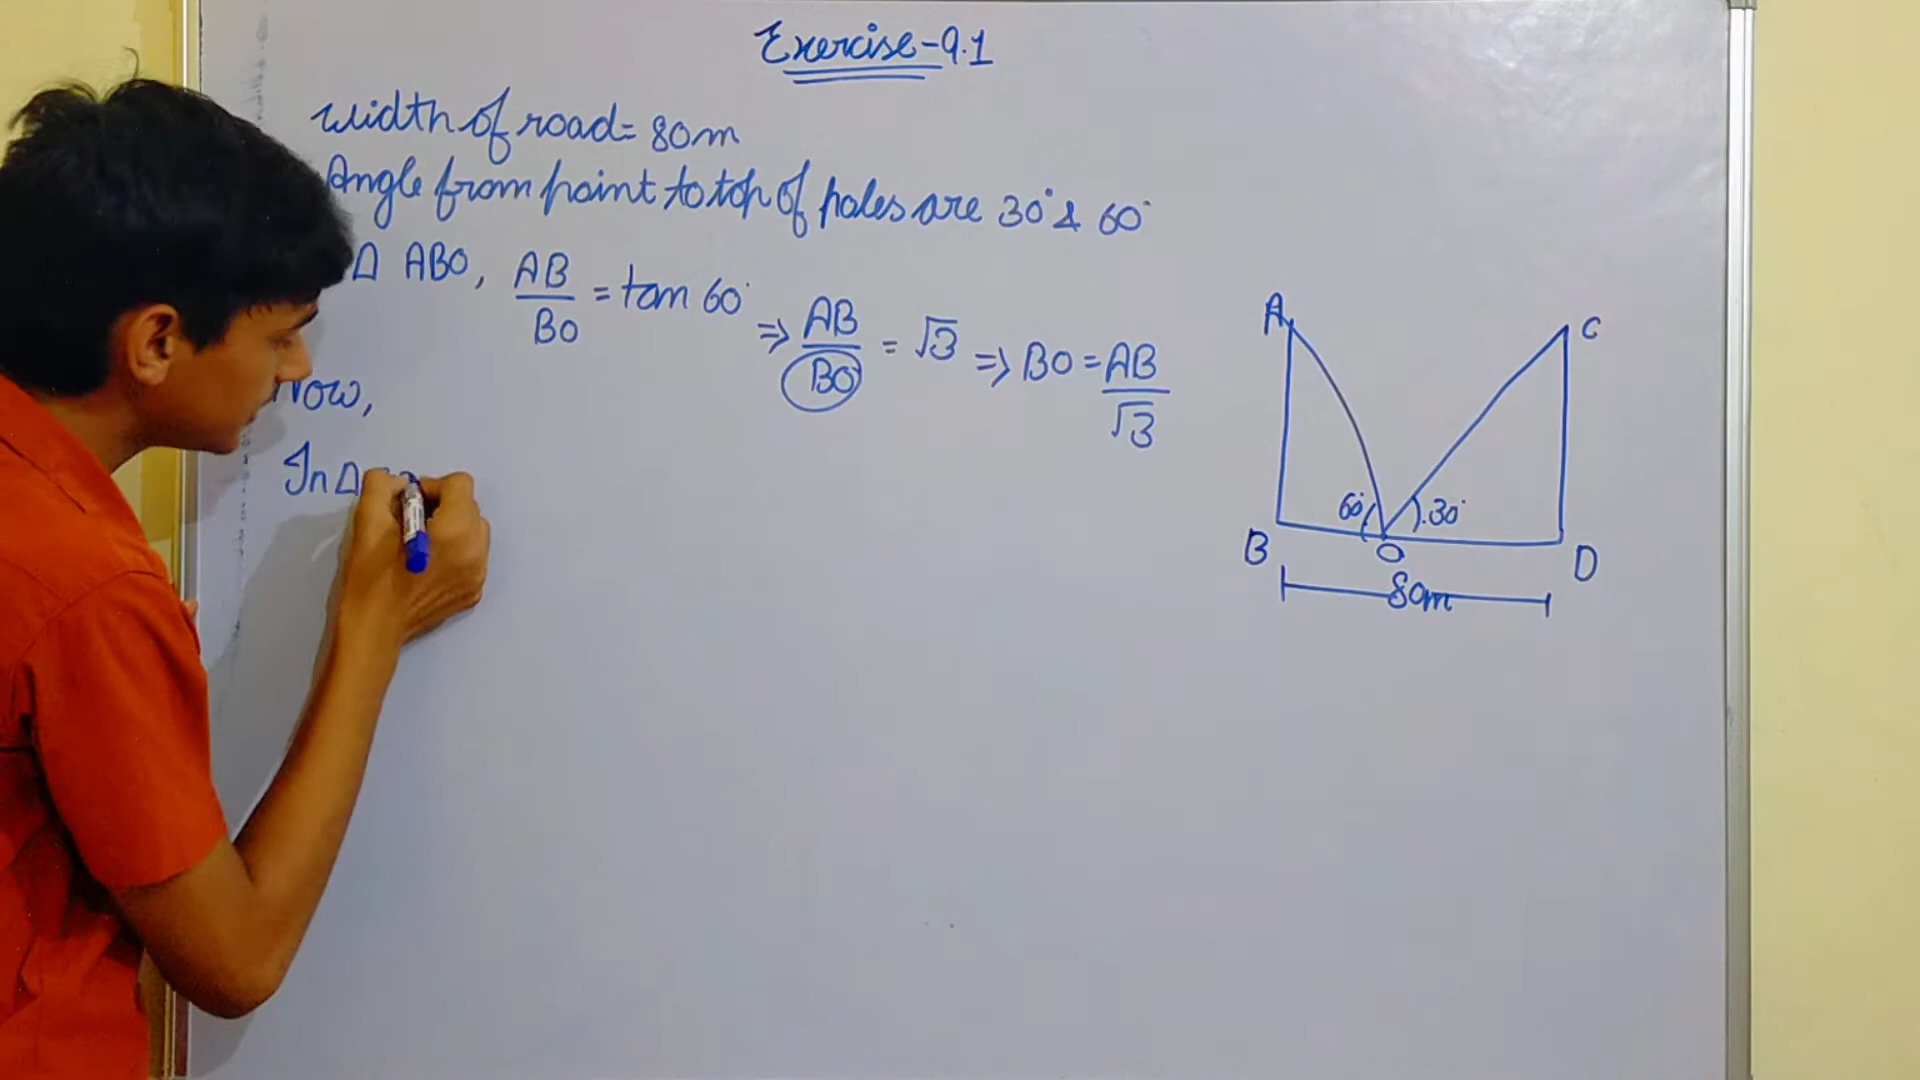 Exercise-9.1
Width of road = 80m
Angle from point to top of poles are 30° & 60°
Δ ABO, AB/BO = tan 60° ⇒ AB/BO = √3 ⇒ BO = AB/√3
Now,
In Δ
A
C
60°
30°
B
O
D
80m